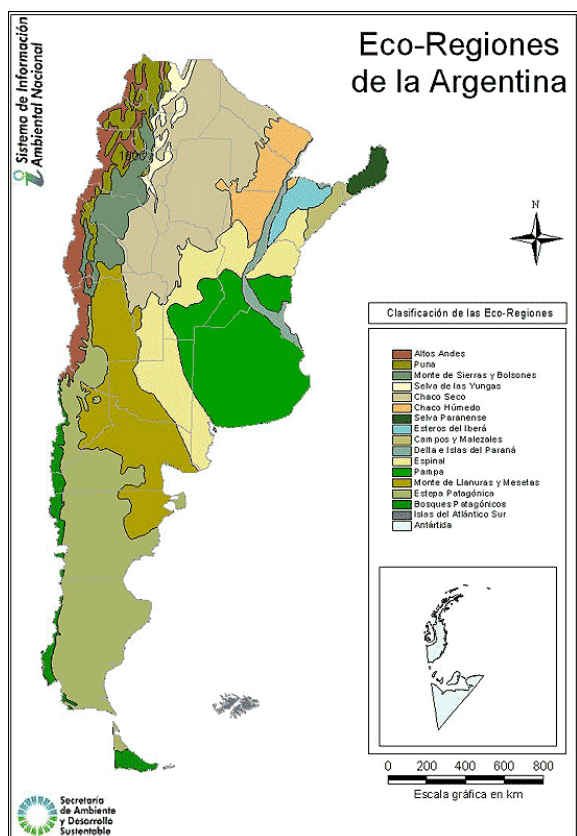 Eco-Regiones
de la Argentina
Sistema de Información
Ambiental Nacional
N
Clasificación de las Eco-Regiones
Altos Andes
Puna
Monte de Sierras y Bolsones
Selva de las Yungas
Chaco Seco
Chaco Húmedo
Selva Paranense
Esteros del Iberá
Campos y Malezales
Delta e Islas del Paraná
Espinal
Pampa
Monte de Llanuras y Mesetas
Estepa Patagónica
Bosques Patagónicos
Islas del Atlántico Sur
Antártida
0 200 400 600 800
Escala gráfica en km
Secretaría
de Ambiente
y Desarrollo
Sustentable